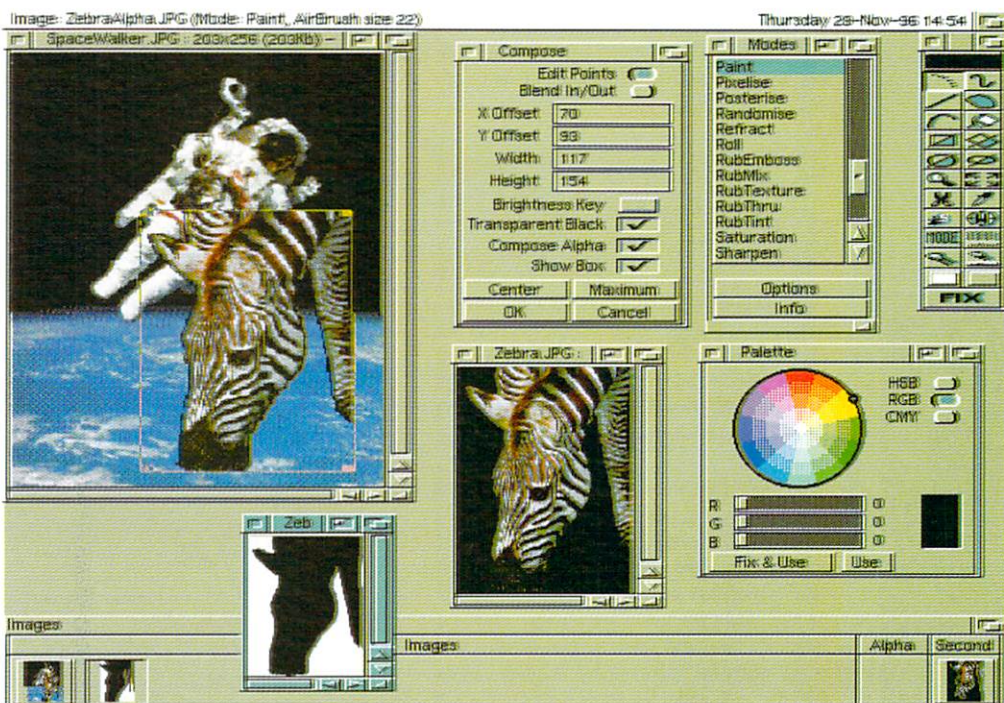 Image: ZebraAlpha.JPG (Mode: Paint, AirBrush size 22)
Thursday 28-Nov-96 14:54
SpaceWalker.JPG : 203x256 (203Kb) -
Compose
Edit Points
Blend In/Out
X Offset 70
Y Offset 93
Width 117
Height 154
Brightness Key
Transparent Black
Compose Alpha
Show Box
Center
Maximum
OK
Cancel
Modes
Paint
Pixelise
Posterise
Randomise
Refract
Roll
RubEmboss
RubMix
RubTexture
RubThru
RubTint
Saturation
Sharpen
Options
Info
MODE
FIX
Zebra.JPG :
Palette
HSB
RGB
CMY
R 0
G 0
B 0
Fix & Use
Use
Zeb
Images
Images
Alpha
Second